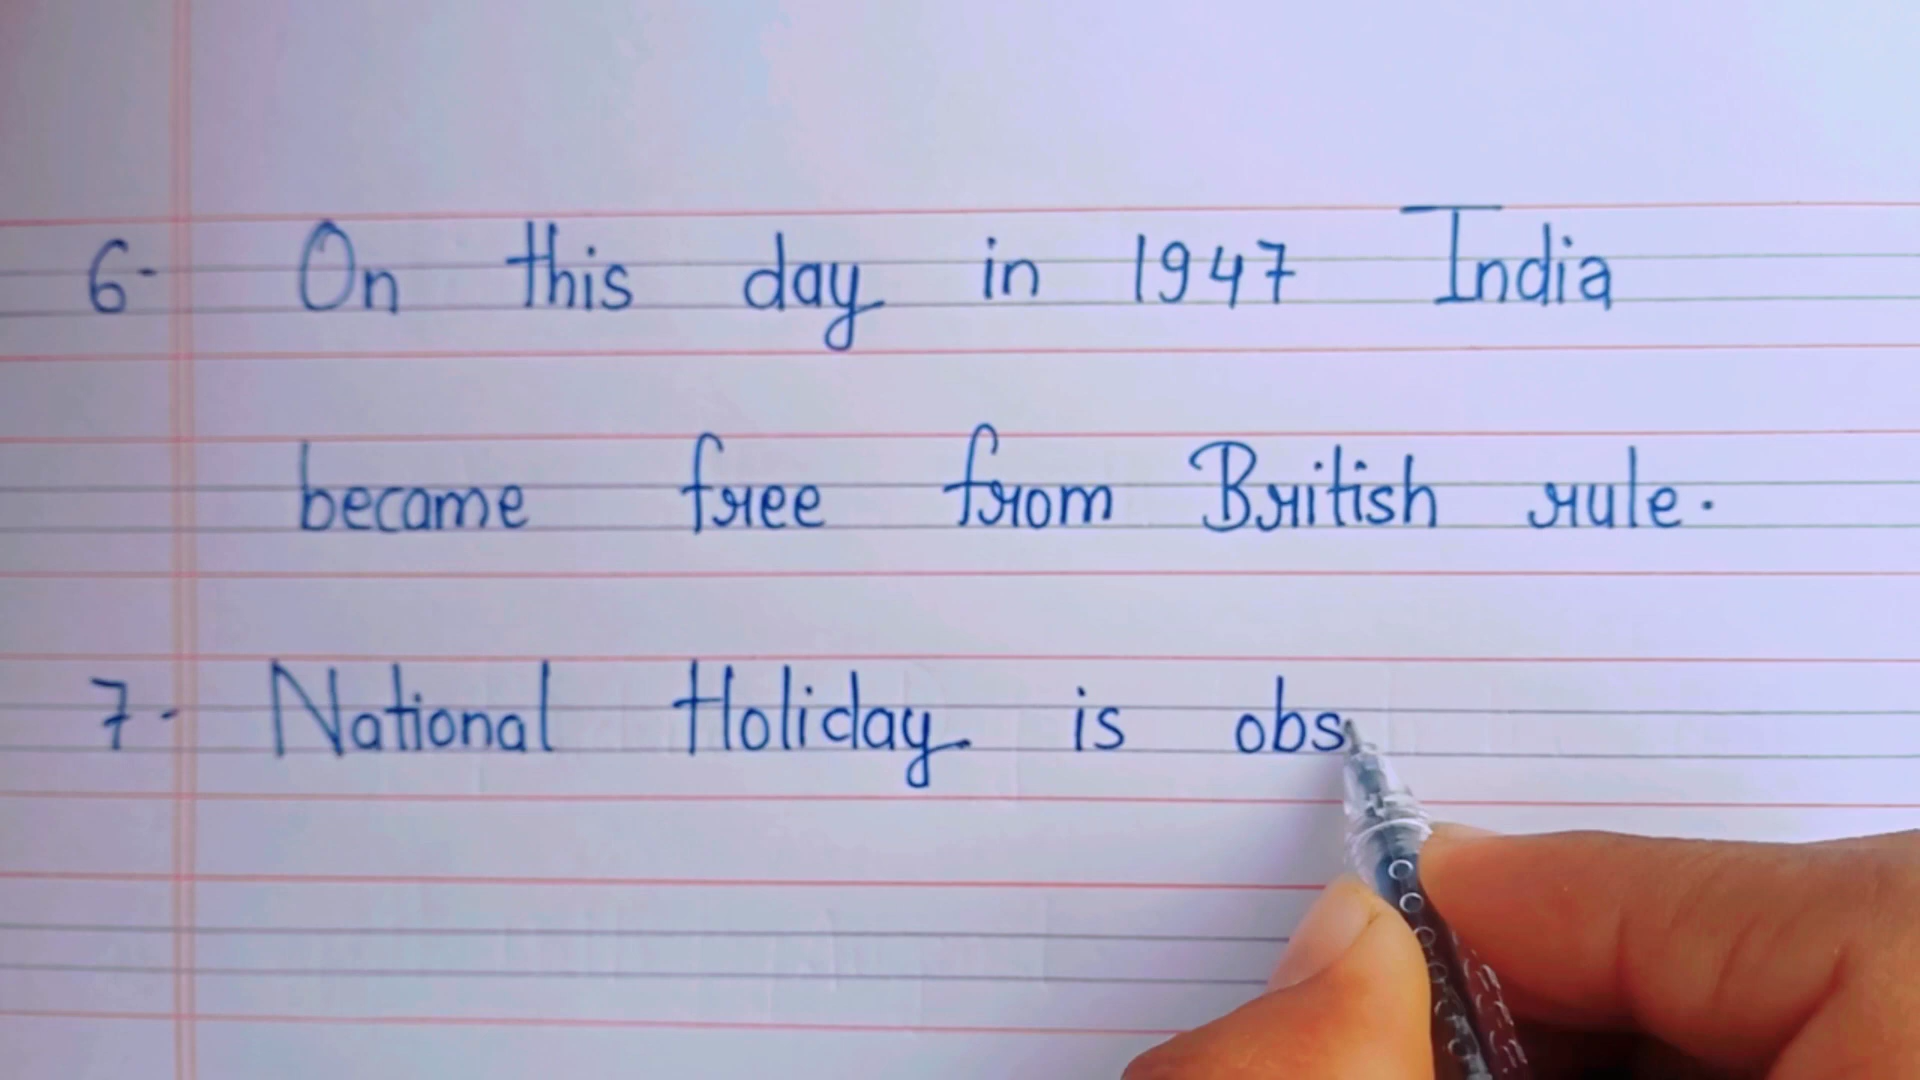 6- On this day in 1947 India
became free from British rule.
7- National Holiday is obs